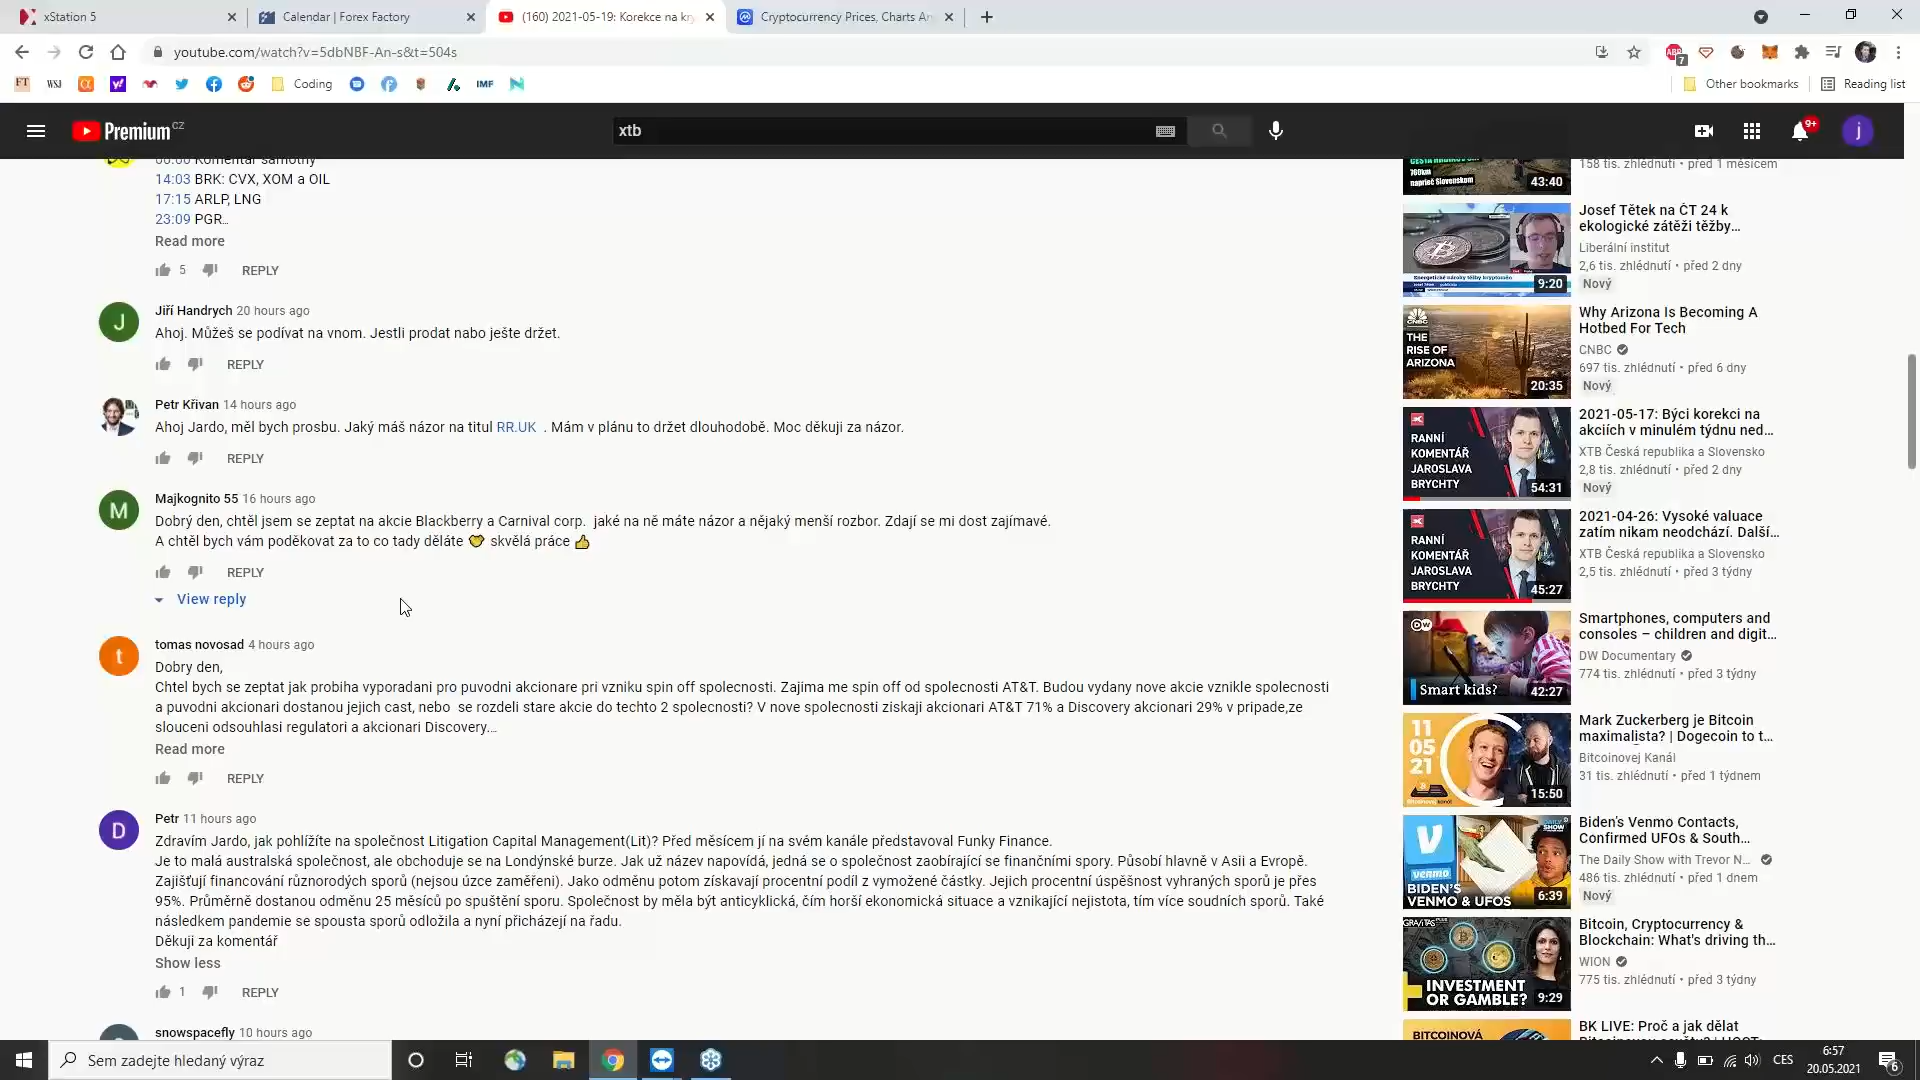 xStation 5
Calendar | Forex Factory
(160) 2021-05-19: Korekce na kry
Cryptocurrency Prices, Charts An
youtube.com/watch?v=5dbNBF-An-s&t=504s
ABP
7
FT
WSJ
Coding
IMF
Other bookmarks
Reading list
Premium CZ
xtb
9+
j
00:00 Komentář samotný
14:03 BRK: CVX, XOM a OIL
17:15 ARLP, LNG
23:09 PGR...
Read more
5
REPLY
J
Jiří Handrych 20 hours ago
Ahoj. Můžeš se podívat na vnom. Jestli prodat nabo ješte držet.
REPLY
Petr Křivan 14 hours ago
Ahoj Jardo, měl bych prosbu. Jaký máš názor na titul RR.UK . Mám v plánu to držet dlouhodobě. Moc děkuji za názor.
REPLY
M
Majkognito 55 16 hours ago
Dobrý den, chtěl jsem se zeptat na akcie Blackberry a Carnival corp. jaké na ně máte názor a nějaký menší rozbor. Zdají se mi dost zajímavé.
A chtěl bych vám poděkovat za to co tady děláte 💛 skvělá práce 👍
REPLY
View reply
t
tomas novosad 4 hours ago
Dobry den,
Chtel bych se zeptat jak probiha vyporadani pro puvodni akcionare pri vzniku spin off spolecnosti. Zajíma me spin off od spolecnosti AT&T. Budou vydany nove akcie vznikle spolecnosti
a puvodni akcionari dostanou jejich cast, nebo se rozdeli stare akcie do techto 2 spolecnosti? V nove spolecnosti získaji akcionari AT&T 71% a Discovery akcionari 29% v pripade,ze
slouceni odsouhlasi regulatori a akcionari Discovery....
Read more
REPLY
D
Petr 11 hours ago
Zdravím Jardo, jak pohlížíte na společnost Litigation Capital Management(Lit)? Před měsícem jí na svém kanále představoval Funky Finance.
Je to malá australská společnost, ale obchoduje se na Londýnské burze. Jak už název napovídá, jedná se o společnost zaobírající se finančními spory. Působí hlavně v Asii a Evropě.
Zajišťují financování různorodých sporů (nejsou úzce zaměřeni). Jako odměnu potom získavají procentní podíl z vymožené částky. Jejich procentní úspěšnost vyhraných sporů je přes
95%. Průměrně dostanou odměnu 25 měsíců po spuštění sporu. Společnost by měla být anticyklická, čím horší ekonomická situace a vznikající nejistota, tím více soudních sporů. Také
následkem pandemie se spousta sporů odložila a nyní přicházejí na řadu.
Děkuji za komentář
Show less
1
REPLY
snowspacefly 10 hours ago
700km
napříč Slovenskem
43:40
158 tis. zhlédnutí • před 1 měsícem
9:20
Josef Tětek na ČT 24 k
ekologické zátěži těžby...
Liberální institut
2,6 tis. zhlédnutí • před 2 dny
Nový
CNBC
THE
RISE OF
ARIZONA
20:35
Why Arizona Is Becoming A
Hotbed For Tech
CNBC
697 tis. zhlédnutí • před 6 dny
Nový
RANNÍ
KOMENTÁŘ
JAROSLAVA
BRYCHTY
54:31
2021-05-17: Býci korekci na
akciích v minulém týdnu ned...
XTB Česká republika a Slovensko
2,8 tis. zhlédnutí • před 2 dny
Nový
RANNÍ
KOMENTÁŘ
JAROSLAVA
BRYCHTY
45:27
2021-04-26: Vysoké valuace
zatím nikam neodchází. Další...
XTB Česká republika a Slovensko
2,5 tis. zhlédnutí • před 3 týdny
DW
Smart kids?
42:27
Smartphones, computers and
consoles – children and digit...
DW Documentary
774 tis. zhlédnutí • před 3 týdny
11
05
21
15:50
Mark Zuckerberg je Bitcoin
maximalista? | Dogecoin to t...
Bitcoinovej Kanál
31 tis. zhlédnutí • před 1 týdnem
venmo
BIDEN'S
VENMO & UFOS
6:39
Biden's Venmo Contacts,
Confirmed UFOs & South...
The Daily Show with Trevor N...
486 tis. zhlédnutí • před 1 dnem
Nový
GRAVITAS
INVESTMENT
OR GAMBLE?
9:29
Bitcoin, Cryptocurrency &
Blockchain: What's driving th...
WION
775 tis. zhlédnutí • před 3 týdny
BITCOINOVÁ
BK LIVE: Proč a jak dělat
Sem zadejte hledaný výraz
CES
6:57
20.05.2021
6